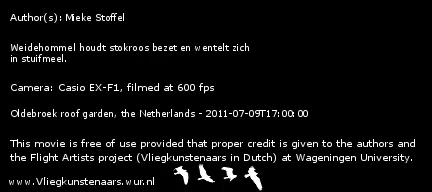 Author(s): Mieke Stoffel
Weidehommel houdt stokroos bezet en wentelt zich
in stuifmeel.
Camera: Casio EX-F1, filmed at 600 fps
Oldebroek roof garden, the Netherlands - 2011-07-09T17:00:00
This movie is free of use provided that proper credit is given to the authors and
the Flight Artists project (Vliegkunstenaars in Dutch) at Wageningen University.
www.Vliegkunstenaars.wur.nl